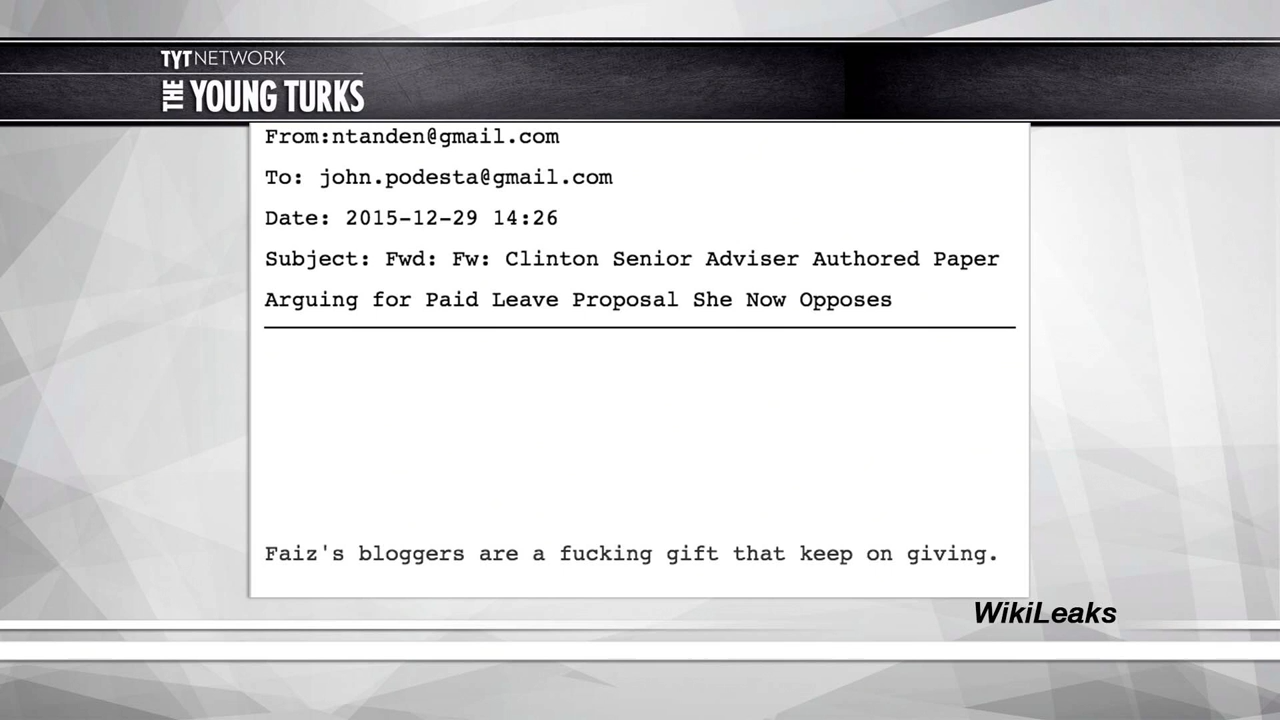 TYT NETWORK
THE YOUNG TURKS
From:ntanden@gmail.com
To: john.podesta@gmail.com
Date: 2015-12-29 14:26
Subject: Fwd: Fw: Clinton Senior Adviser Authored Paper
Arguing for Paid Leave Proposal She Now Opposes
Faiz's bloggers are a fucking gift that keep on giving.
WikiLeaks